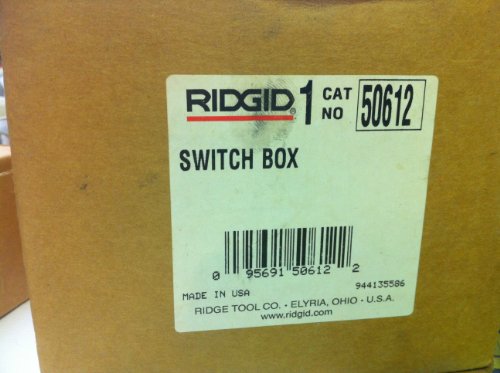 RIDGID® 1 CAT NO 50612
SWITCH BOX
0 95691 50612 2
MADE IN USA 944135586
RIDGE TOOL CO. · ELYRIA, OHIO · U.S.A.
www.ridgid.com